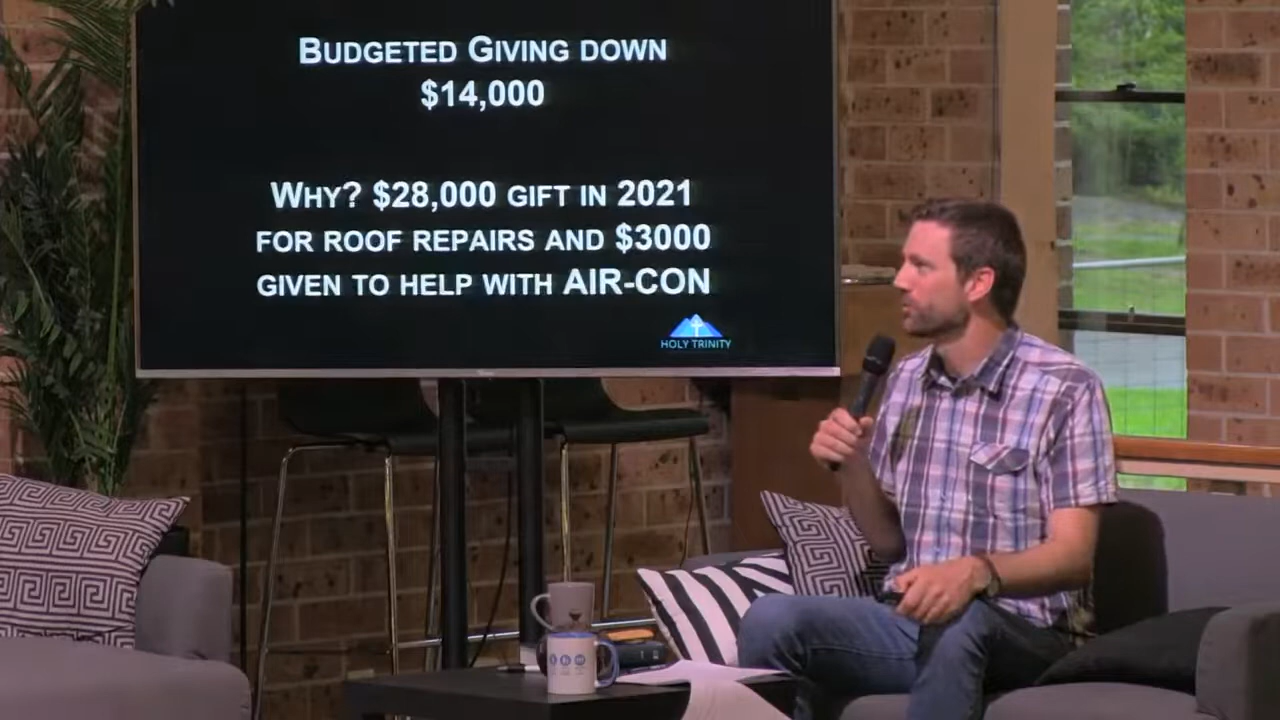 BUDGETED GIVING DOWN
$14,000
WHY? $28,000 GIFT IN 2021
FOR ROOF REPAIRS AND $3000
GIVEN TO HELP WITH AIR-CON
HOLY TRINITY